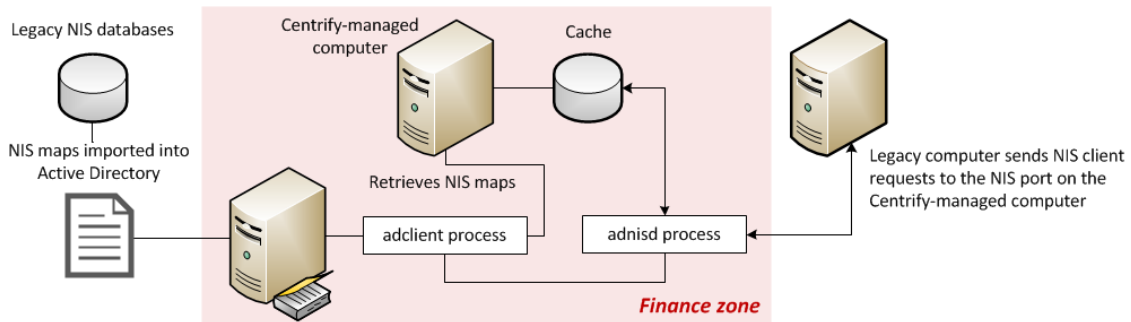 Legacy NIS databases
NIS maps imported into
Active Directory
Centrify-managed
computer
Cache
Retrieves NIS maps
adclient process
adnisd process
Finance zone
Legacy computer sends NIS client
requests to the NIS port on the
Centrify-managed computer